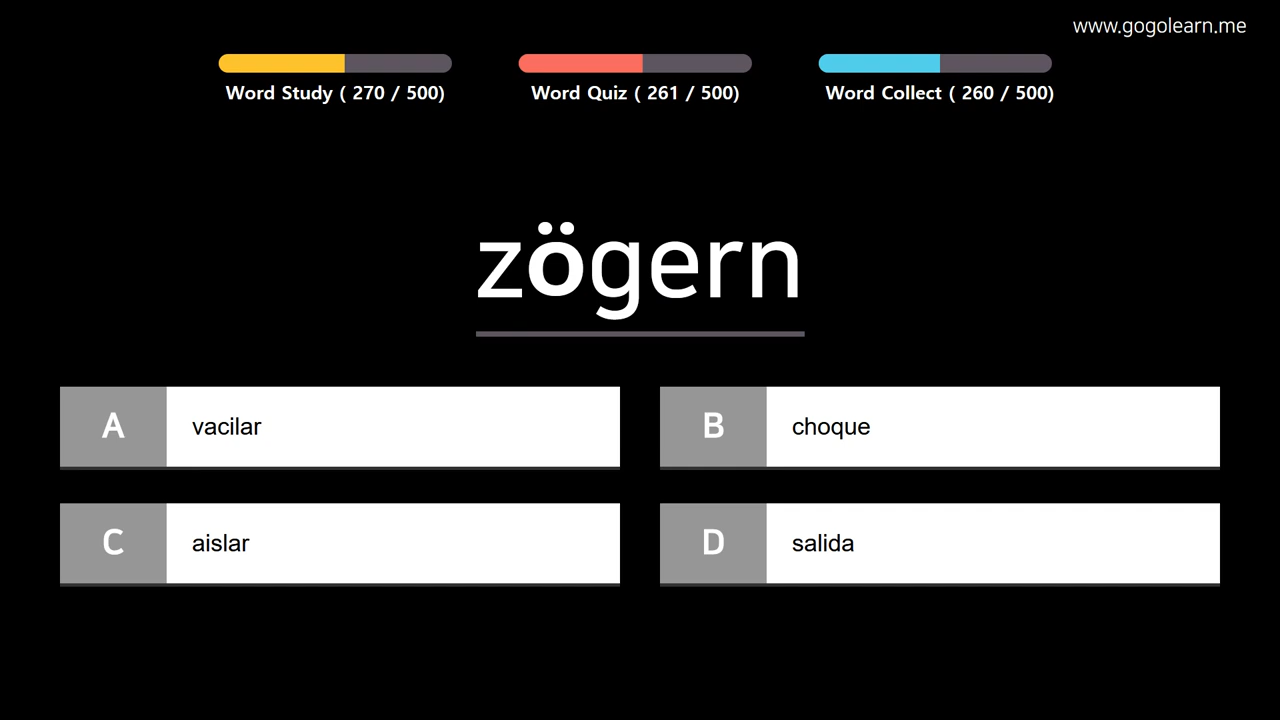 www.gogolearn.me
Word Study ( 270 / 500)
Word Quiz ( 261 / 500)
Word Collect ( 260 / 500)
zögern
A vacilar
B choque
C aislar
D salida